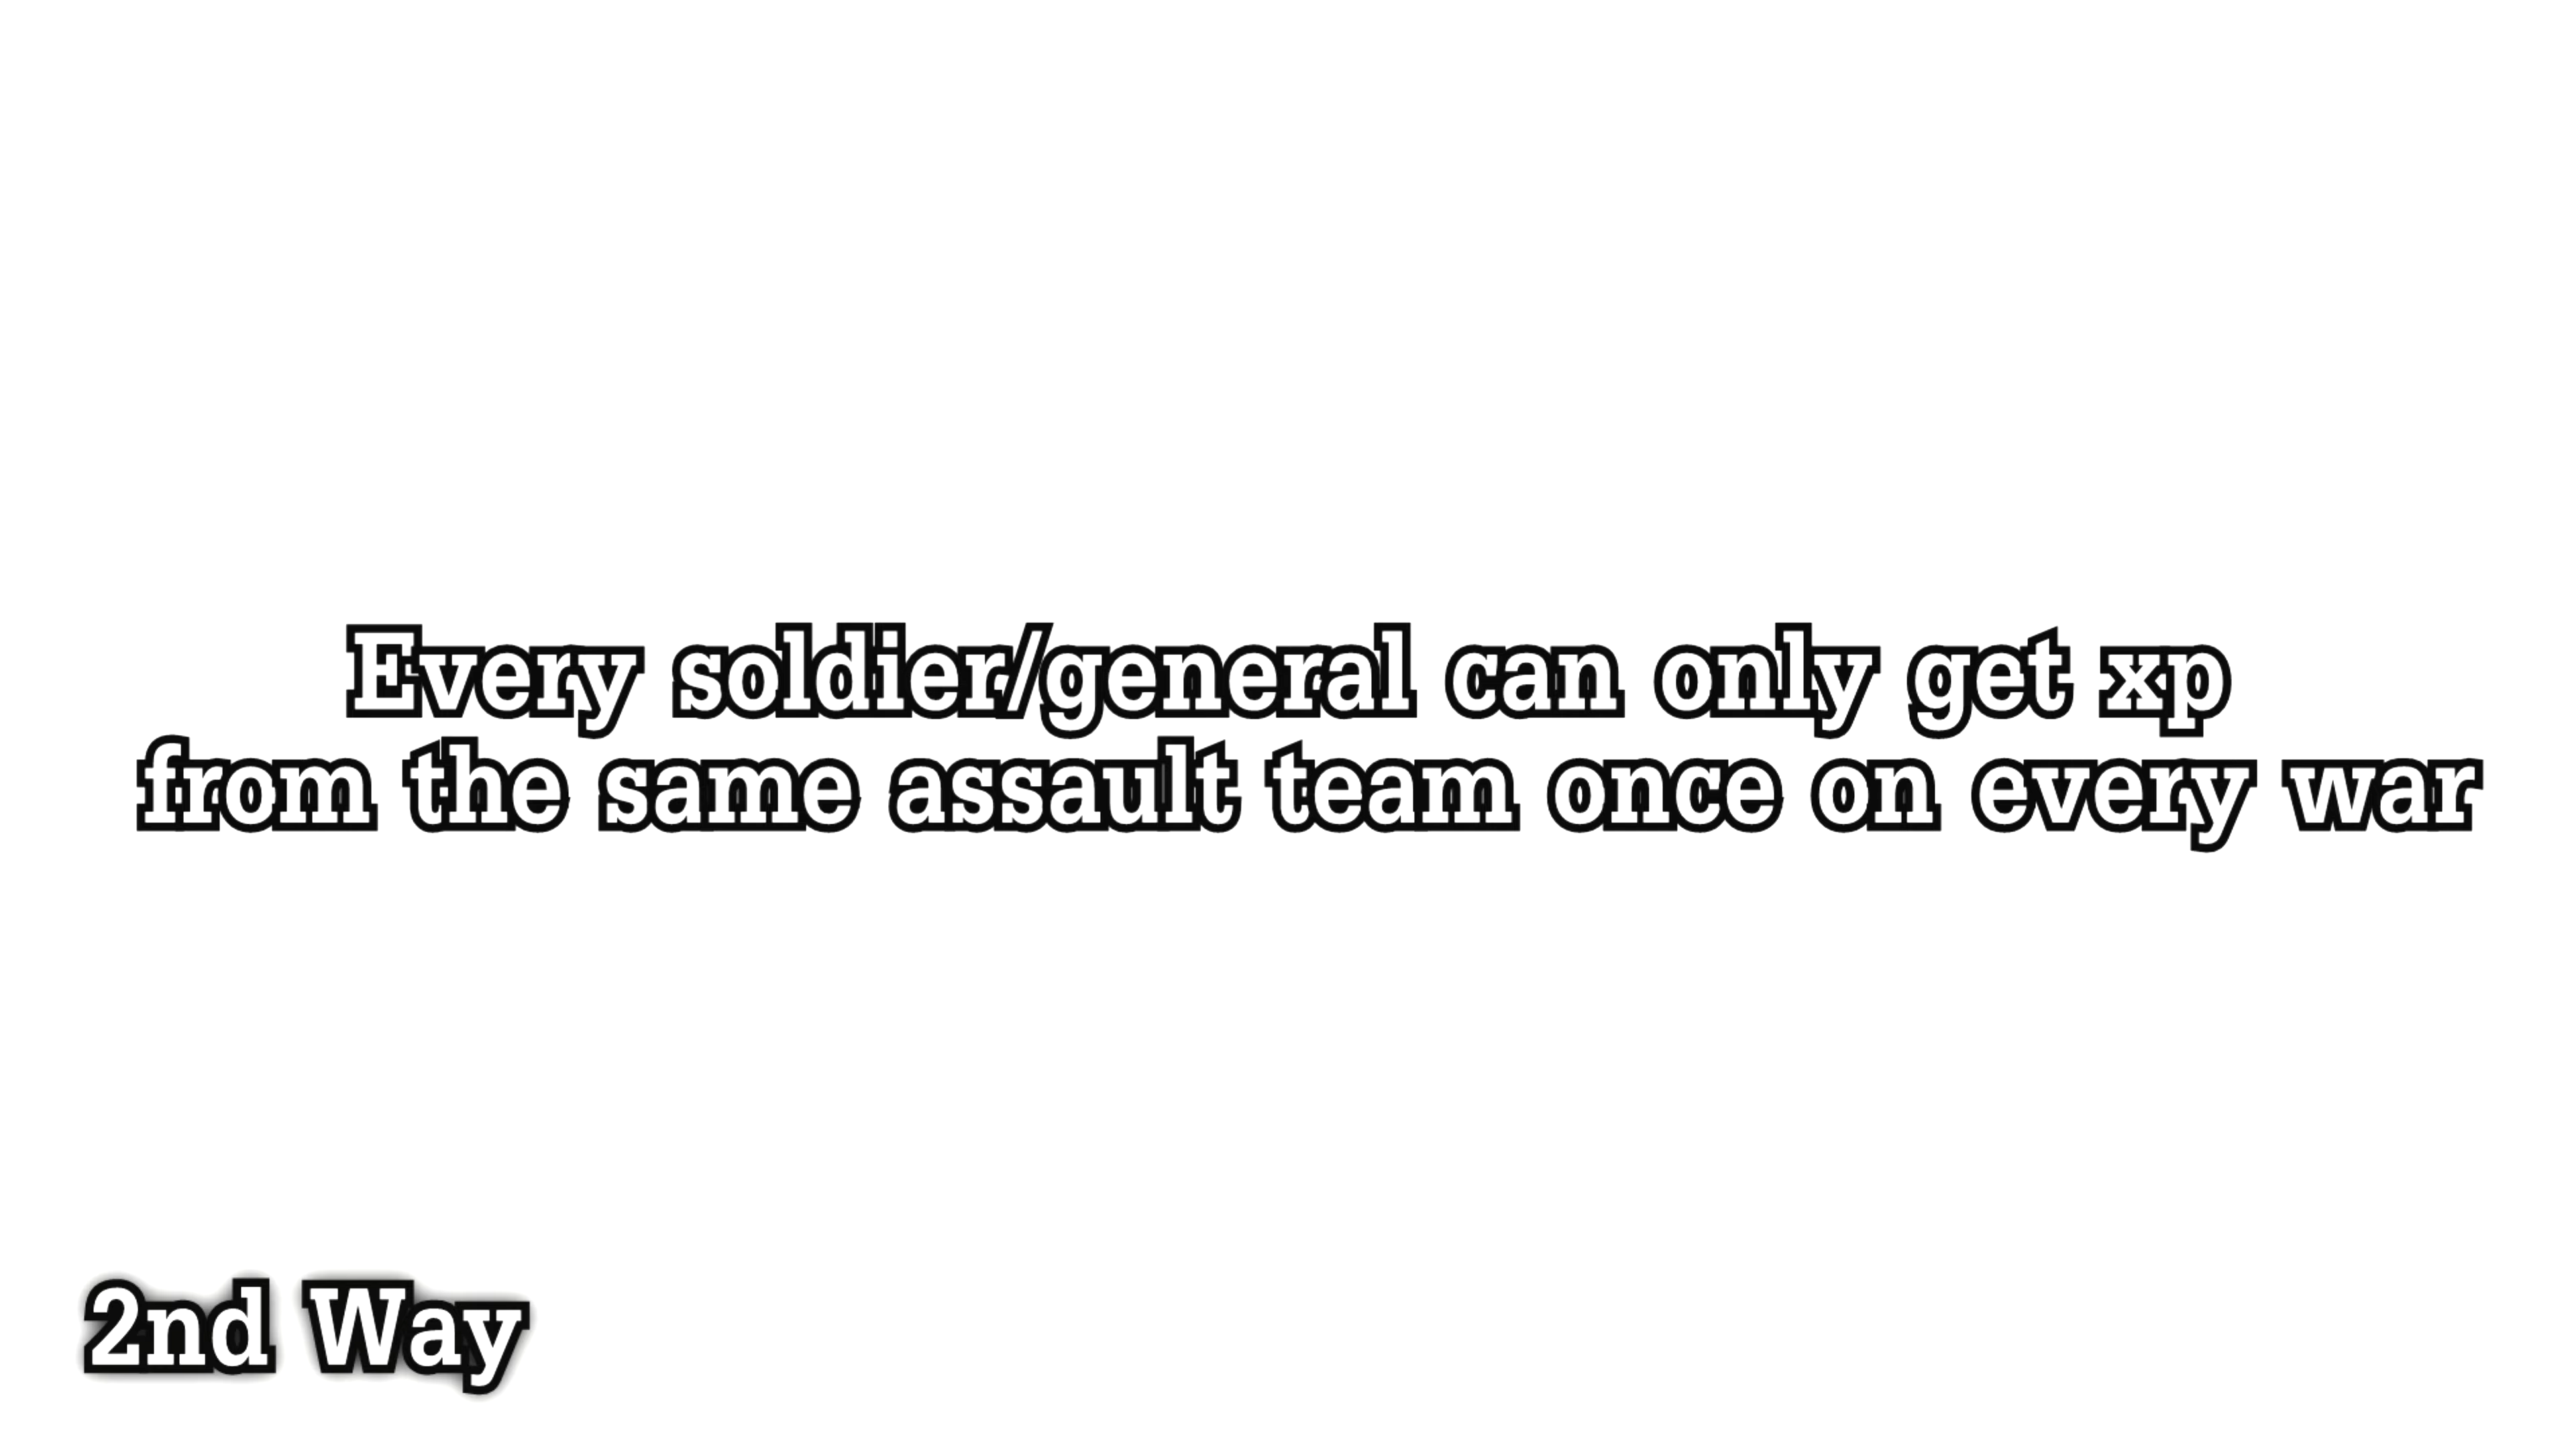 Every soldier/general can only get xp
from the same assault team once on every war
2nd Way